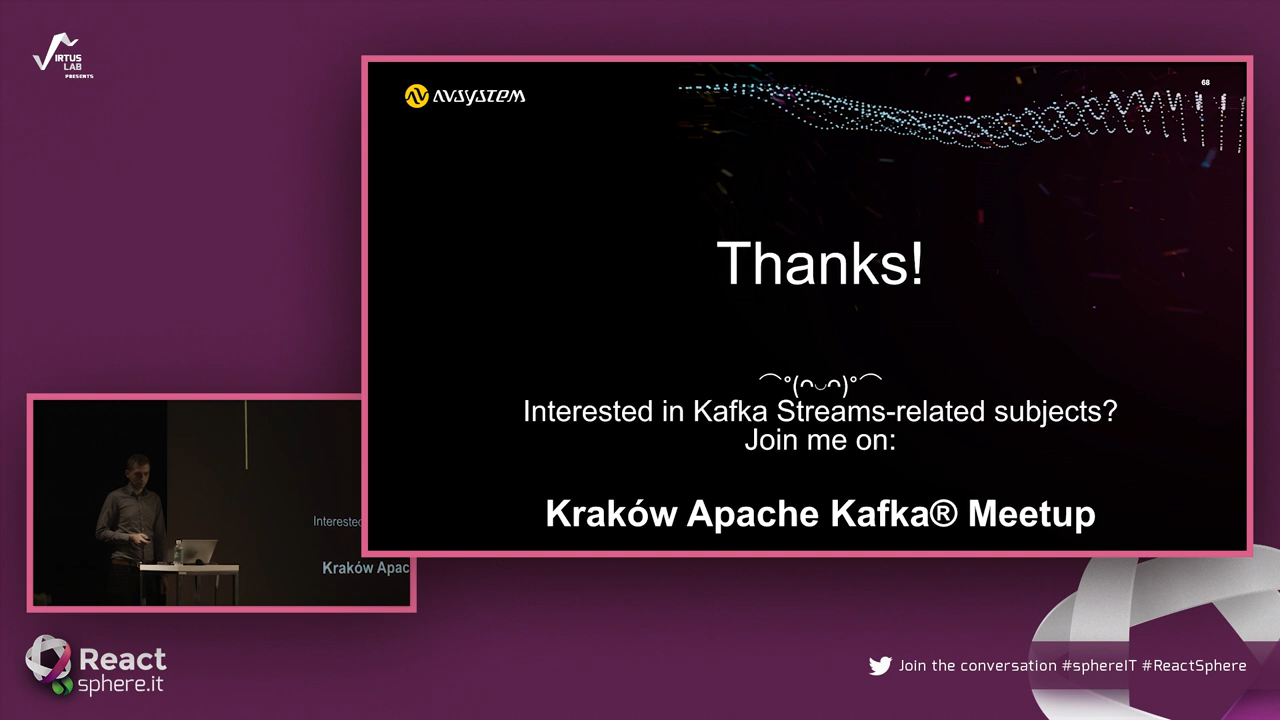 VIRTUS
LAB
PRESENTS
AVSYSTEM
68
Thanks!
⌒°(ᴖ◡ᴖ)°⌒
Interested in Kafka Streams-related subjects?
Join me on:
Kraków Apache Kafka® Meetup
Interested
Kraków Apac
React
sphere.it
Join the conversation #sphereIT #ReactSphere